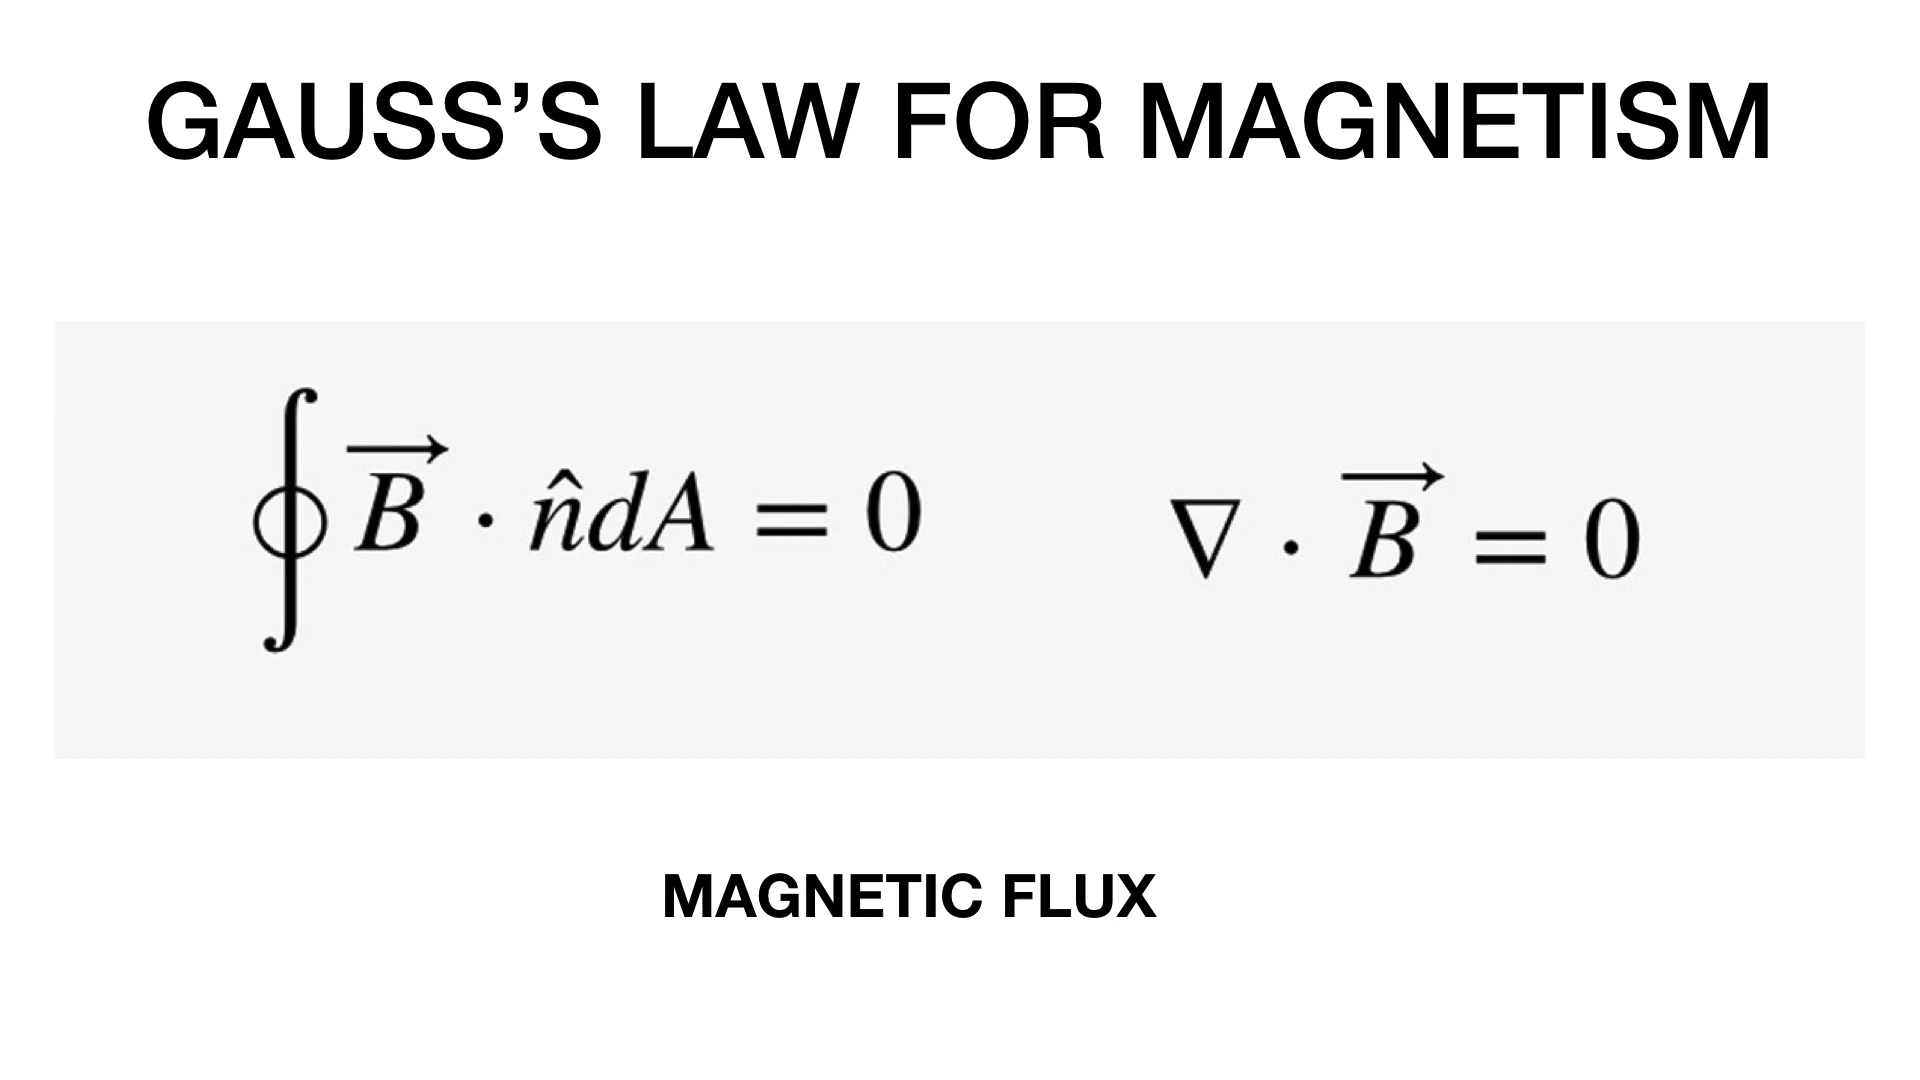 GAUSS’S LAW FOR MAGNETISM
∮ B⃗ · n̂dA = 0
∇ · B⃗ = 0
MAGNETIC FLUX